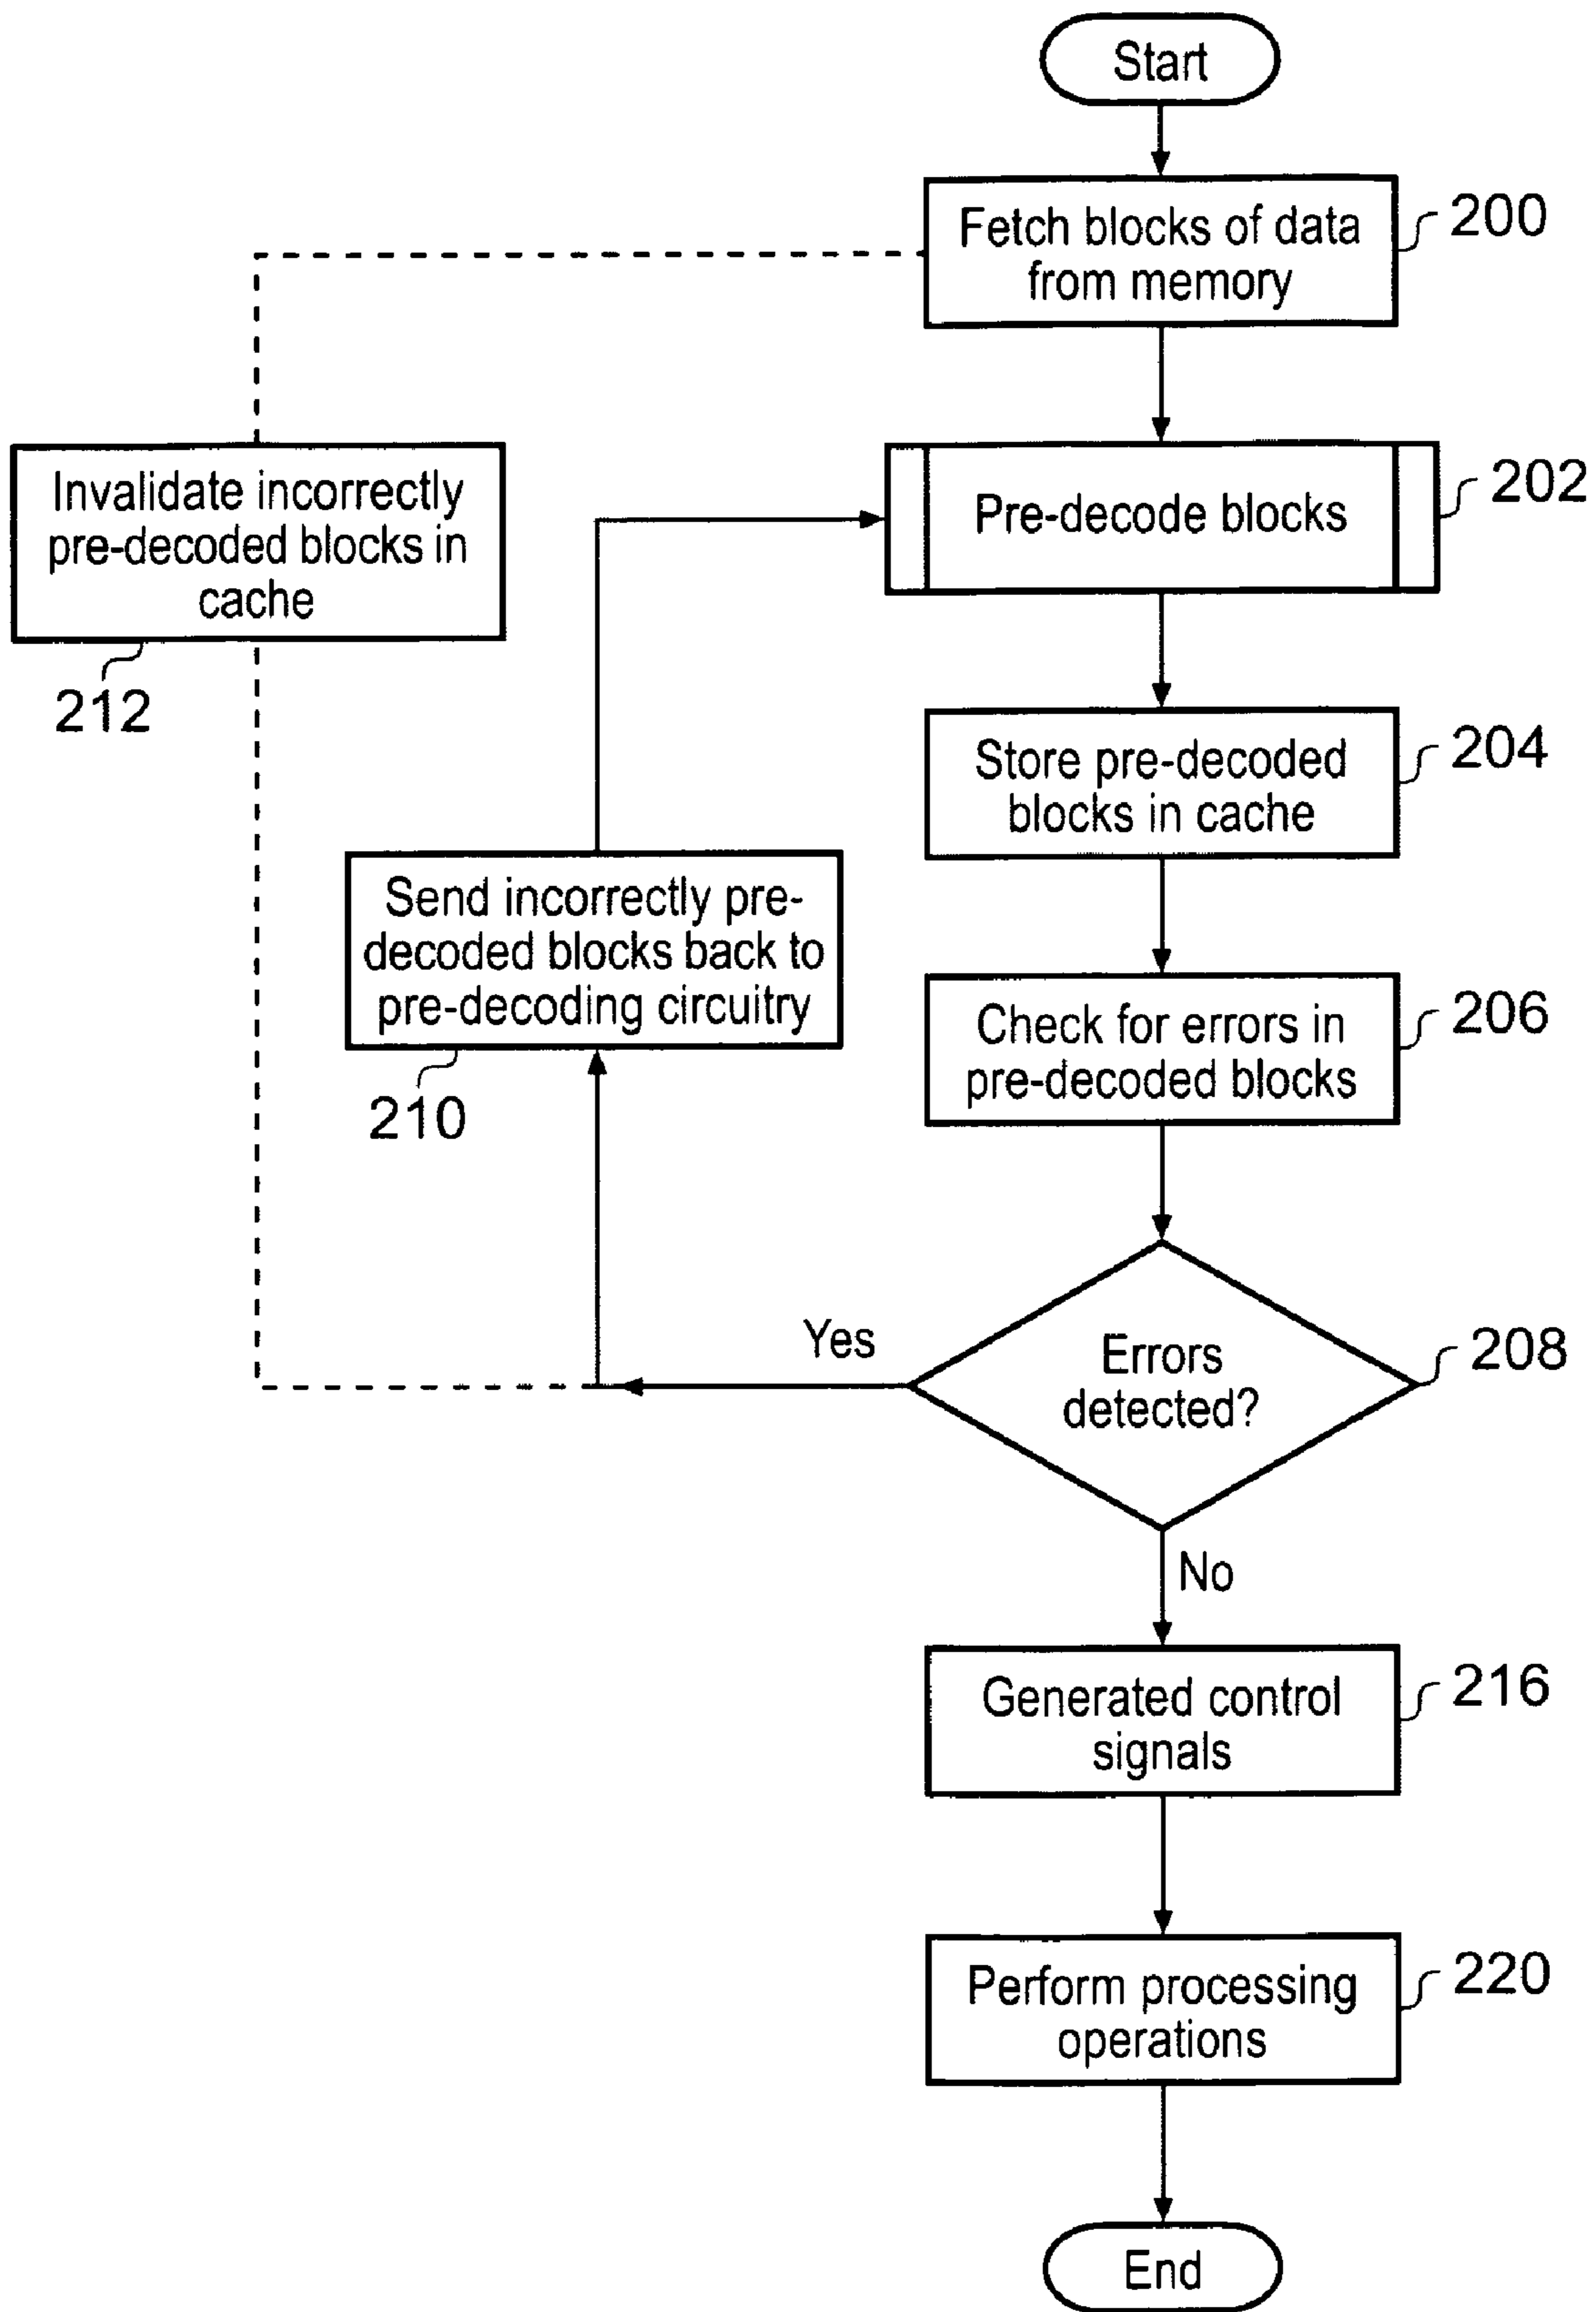 Start
Fetch blocks of data
from memory
200
Invalidate incorrectly
pre-decoded blocks in
cache
212
Pre-decode blocks
202
Store pre-decoded
blocks in cache
204
Send incorrectly pre-
decoded blocks back to
pre-decoding circuitry
210
Check for errors in
pre-decoded blocks
206
Yes
Errors
detected?
208
No
Generated control
signals
216
Perform processing
operations
220
End